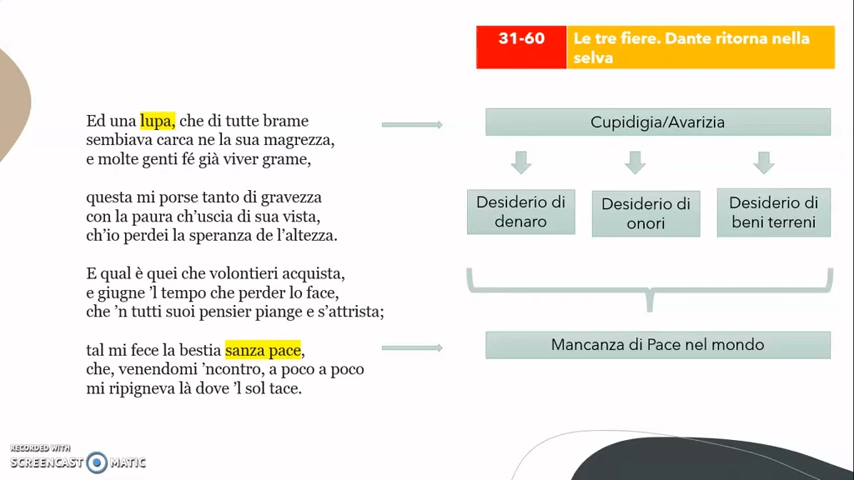 31-60
Le tre fiere. Dante ritorna nella
selva
Ed una lupa, che di tutte brame
sembiava carca ne la sua magrezza,
e molte genti fé già viver grame,
questa mi porse tanto di gravezza
con la paura ch'uscia di sua vista,
ch'io perdei la speranza de l'altezza.
E qual è quei che volontieri acquista,
e giugne 'l tempo che perder lo face,
che 'n tutti suoi pensier piange e s'attrista;
tal mi fece la bestia sanza pace,
che, venendomi 'ncontro, a poco a poco
mi ripigneva là dove 'l sol tace.
Cupidigia/Avarizia
Desiderio di
denaro
Desiderio di
onori
Desiderio di
beni terreni
Mancanza di Pace nel mondo
RECORDED WITH
SCREENCAST MATIC